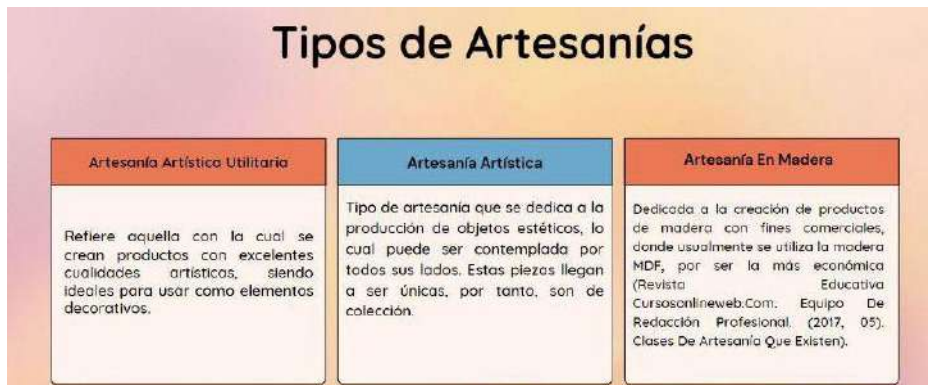 Tipos de Artesanías
Artesanía Artística Utilitaria
Refiere aquella con la cual se
crean productos con excelentes
cualidades artísticas, siendo
ideales para usar como elementos
decorativos.
Artesanía Artística
Tipo de artesanía que se dedica a la
producción de objetos estéticos, lo
cual puede ser contemplada por
todos sus lados. Estas piezas llegan
a ser únicas, por tanto, son de
colección.
Artesanía En Madera
Dedicada a la creación de productos
de madera con fines comerciales,
donde usualmente se utiliza la madera
MDF, por ser la más económica
(Revista Educativa
Cursosonlineweb.Com. Equipo De
Redacción Profesional. (2017, 05).
Clases De Artesanía Que Existen).